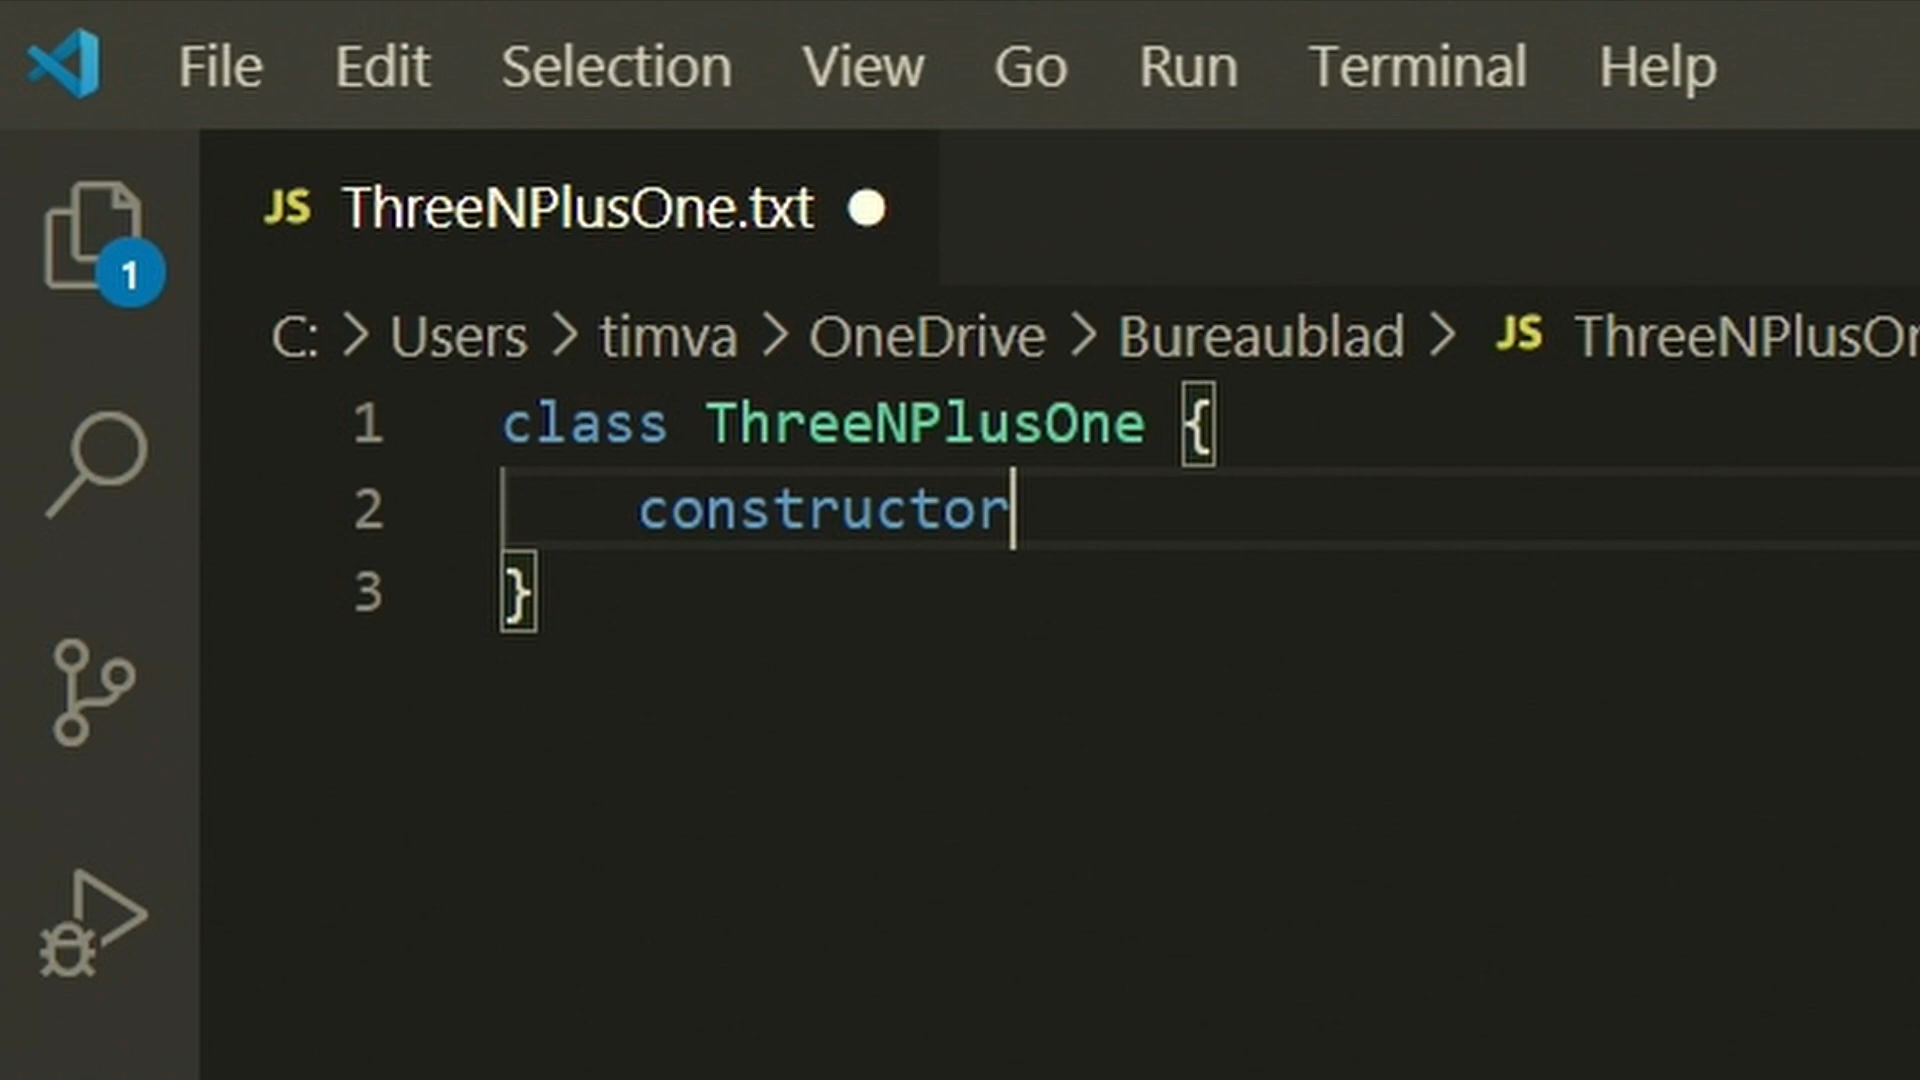 File Edit Selection View Go Run Terminal Help
JS ThreeNPlusOne.txt
1
C: > Users > timva > OneDrive > Bureaublad > JS ThreeNPlusOn
1 class ThreeNPlusOne {
2 constructor
3 }